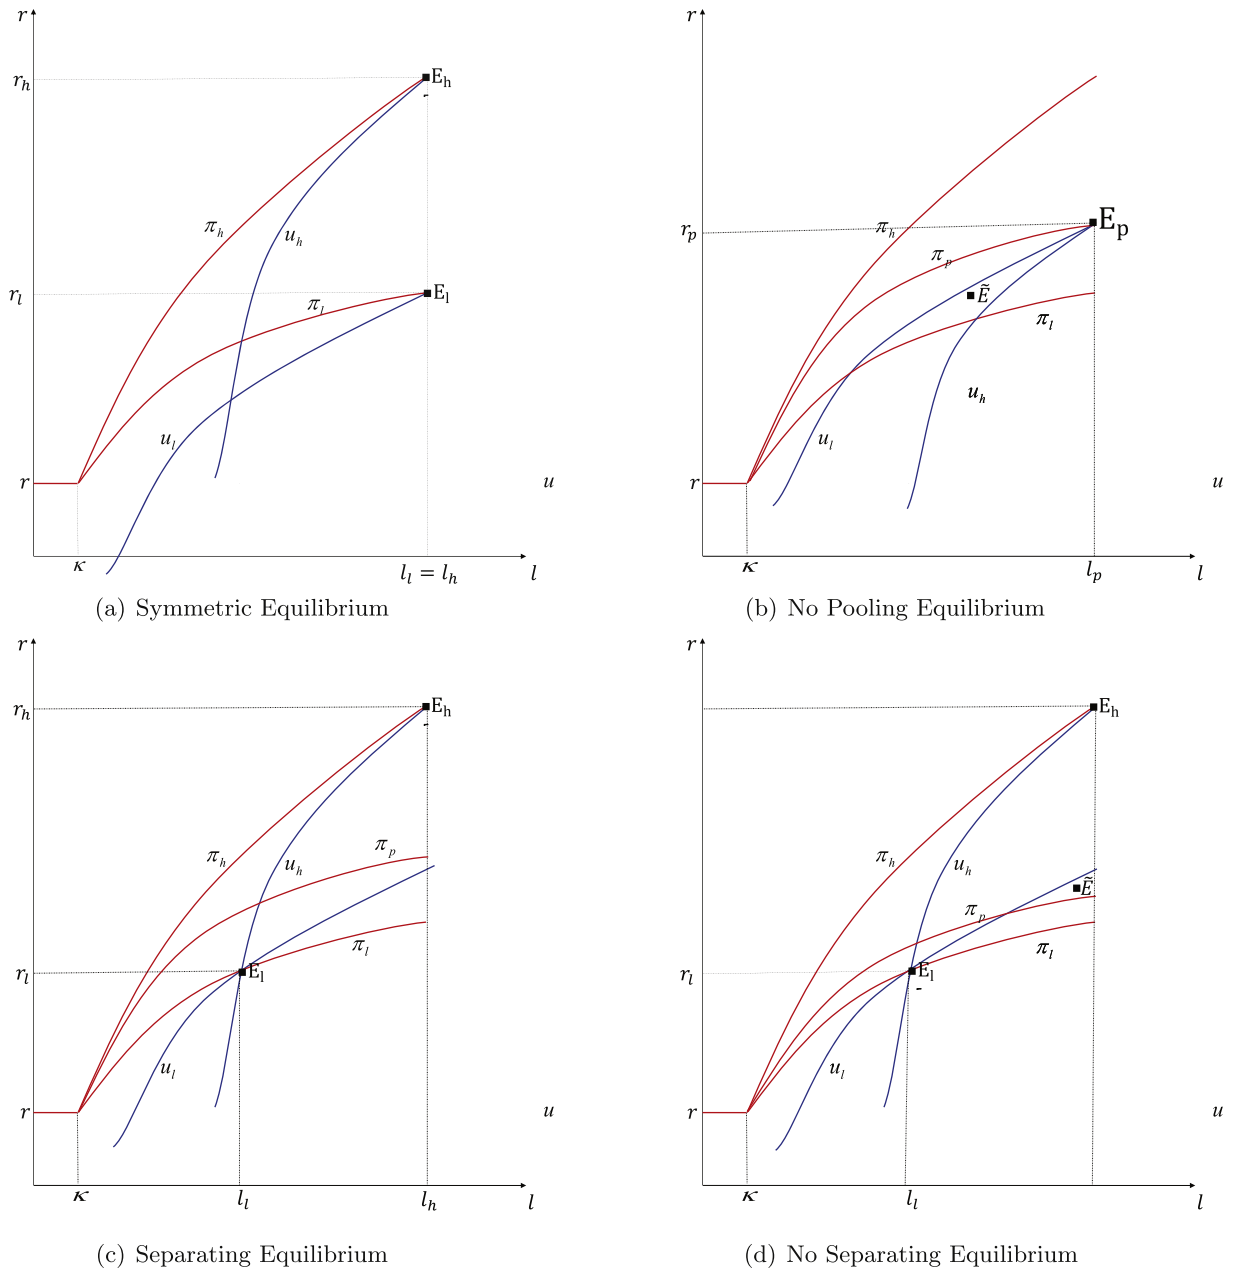 r
r_h
E_h
π_h
u_h
r_l
π_l
E_l
u_l
r
u
κ
l_l = l_h
l
(a) Symmetric Equilibrium
r
r_p
π_h
E_p
π_p
Ẽ
π_l
u_h
u_l
r
u
κ
l_p
l
(b) No Pooling Equilibrium
r
r_h
E_h
π_h
π_p
u_h
π_l
r_l
E_l
u_l
r
u
κ
l_l
l_h
l
(c) Separating Equilibrium
r
E_h
π_h
u_h
Ẽ
π_p
π_l
r_l
E_l
u_l
r
u
κ
l_l
l
(d) No Separating Equilibrium